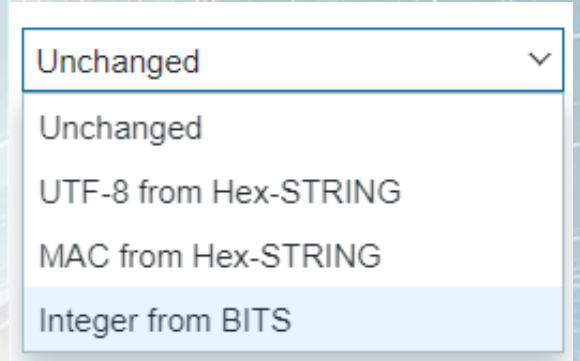 Unchanged
Unchanged
UTF-8 from Hex-STRING
MAC from Hex-STRING
Integer from BITS